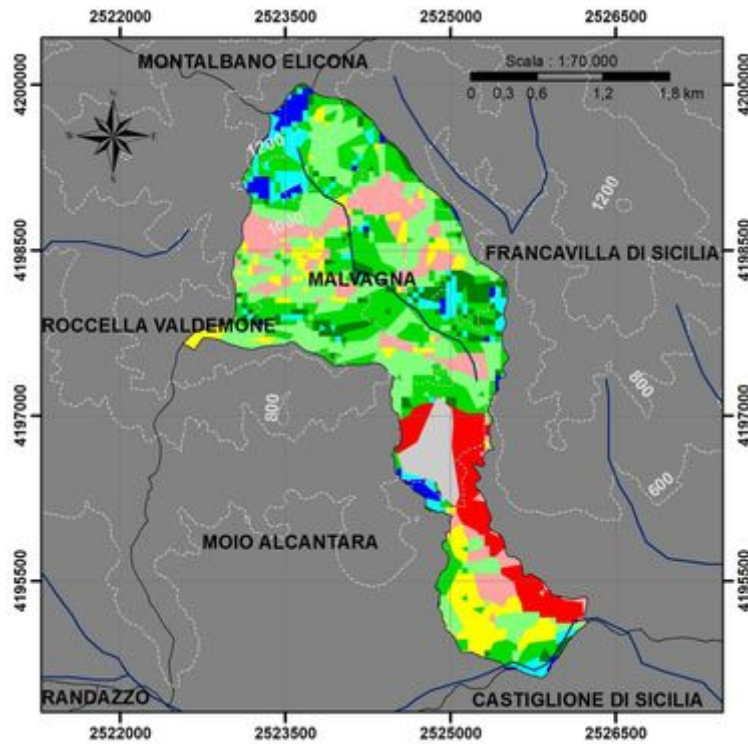 2522000 2523500 2525000 2526500
MONTALBANO ELICONA
Scala : 1:70.000
0 0,3 0,6 1,2 1,8 km
4200000 4200000
N
W E
S
1200
1200
1000
4198500 4198500
FRANCAVILLA DI SICILIA
MALVAGNA
ROCCELLA VALDEMONE
800
800
4197000 4197000
600
MOIO ALCANTARA
4195500 4195500
RANDAZZO
CASTIGLIONE DI SICILIA
2522000 2523500 2525000 2526500